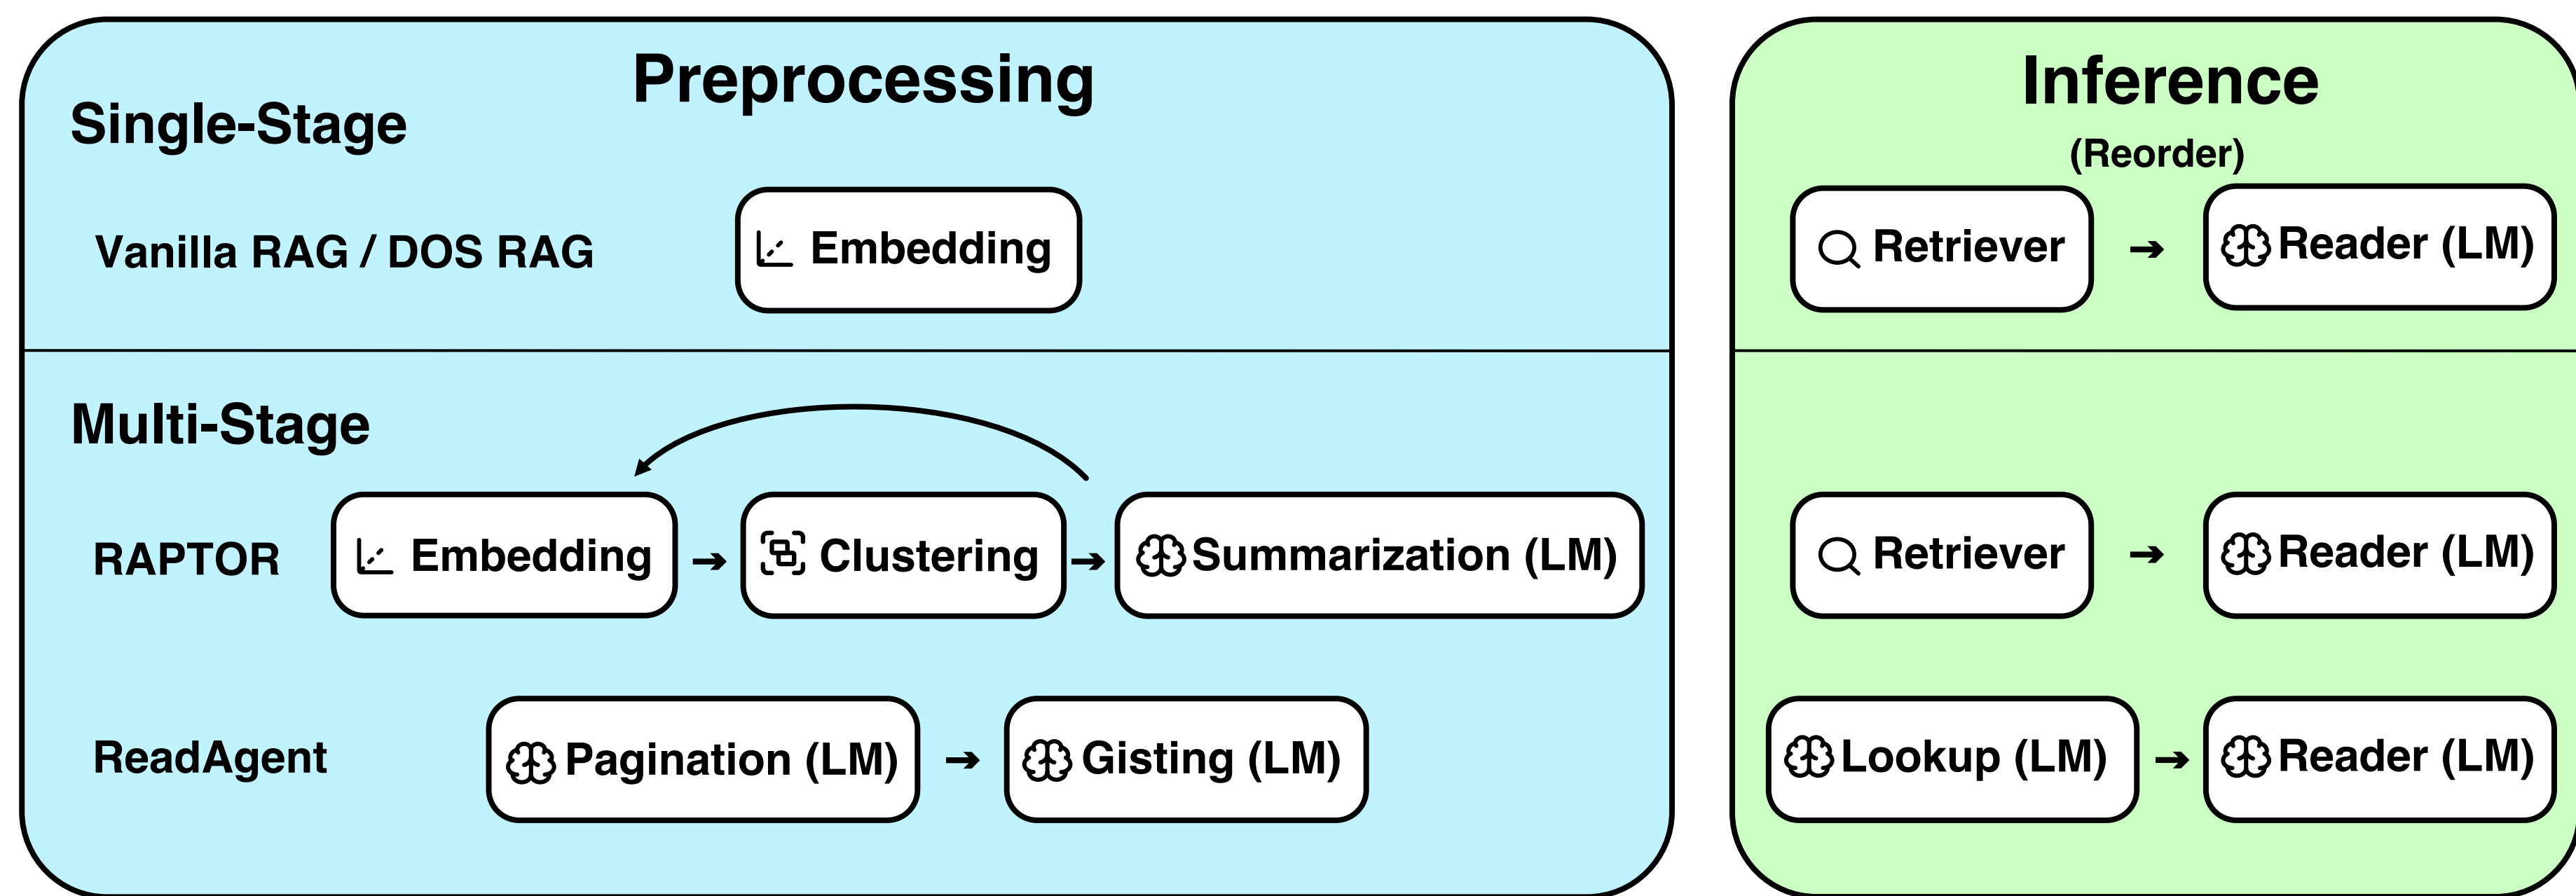 Preprocessing
Single-Stage
Vanilla RAG / DOS RAG
Embedding
Multi-Stage
RAPTOR
Embedding
➔
Clustering
➔
Summarization (LM)
ReadAgent
Pagination (LM)
➔
Gisting (LM)
Inference
(Reorder)
Retriever
➔
Reader (LM)
Retriever
➔
Reader (LM)
Lookup (LM)
➔
Reader (LM)